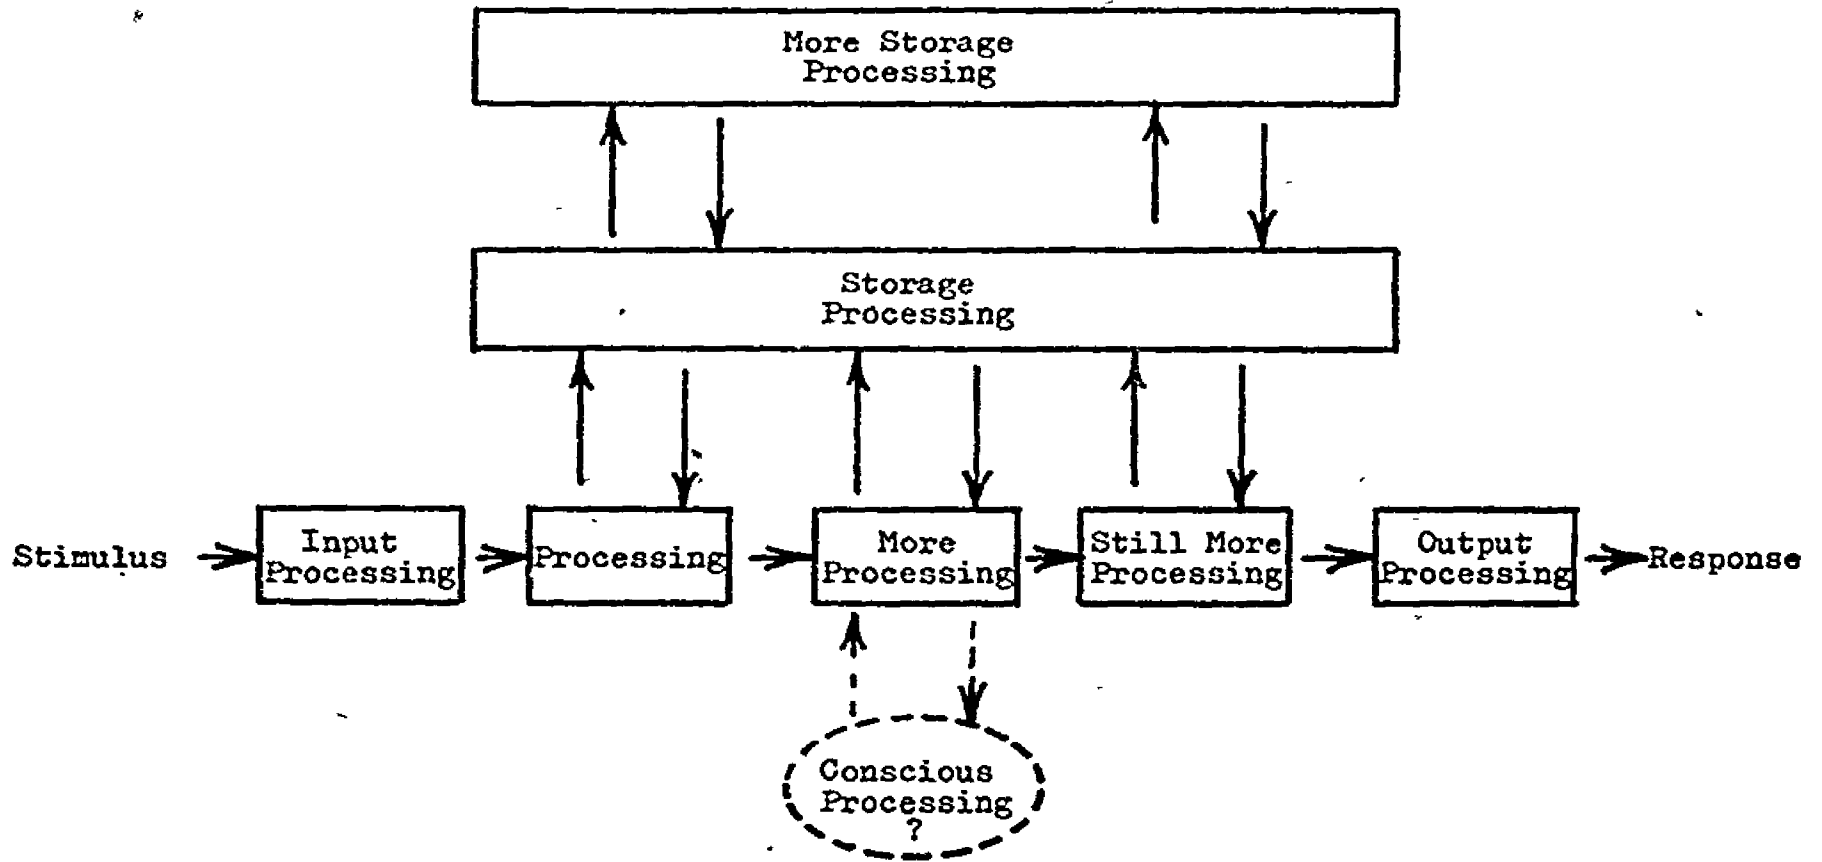 More Storage
Processing
Storage
Processing
Stimulus
Input
Processing
Processing
More
Processing
Still More
Processing
Output
Processing
Response
Conscious
Processing
?